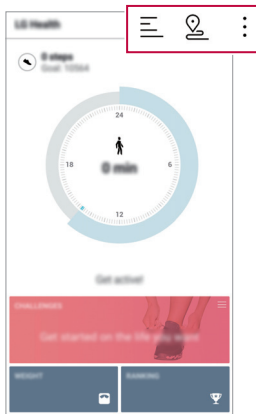 LG Health
0 steps
Goal: 10564
24
18
6
0 min
12
Get active!
CHALLENGES
Get started on the life you want
WEIGHT
RANKING